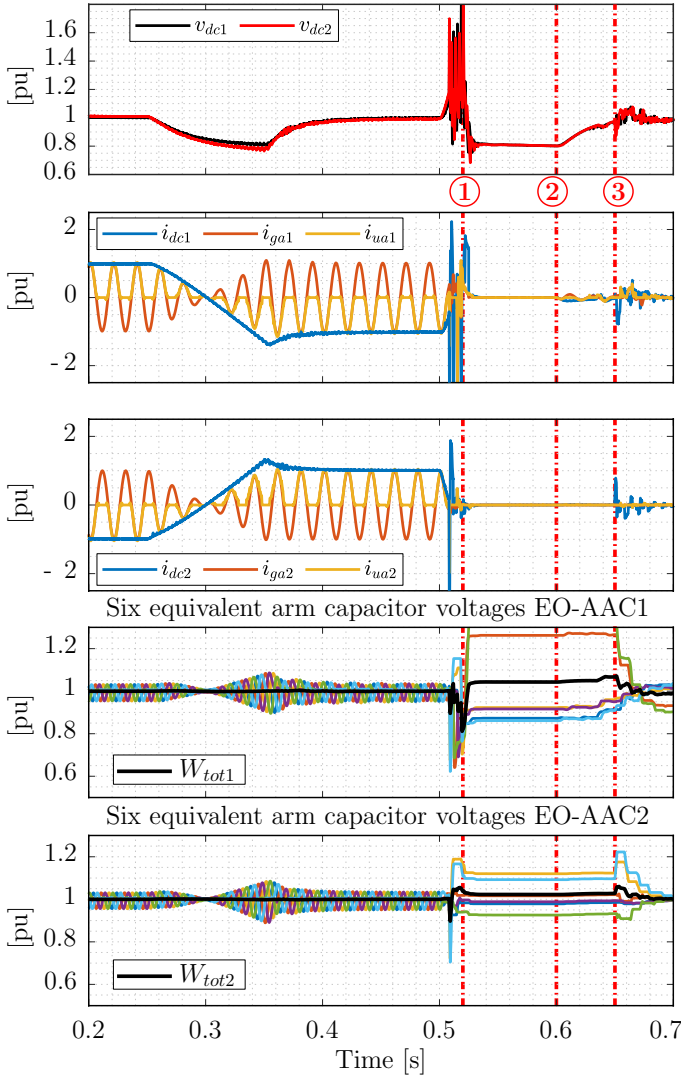 v_dc1 v_dc2
1.6
1.4
1.2
1
0.8
0.6
[pu]
① ② ③
i_dc1 i_ga1 i_ua1
2
0
- 2
[pu]
2
0
- 2
[pu]
i_dc2 i_ga2 i_ua2
Six equivalent arm capacitor voltages EO-AAC1
1.2
1
0.8
0.6
[pu]
W_tot1
Six equivalent arm capacitor voltages EO-AAC2
1.2
1
0.8
0.6
[pu]
W_tot2
0.2 0.3 0.4 0.5 0.6 0.7
Time [s]